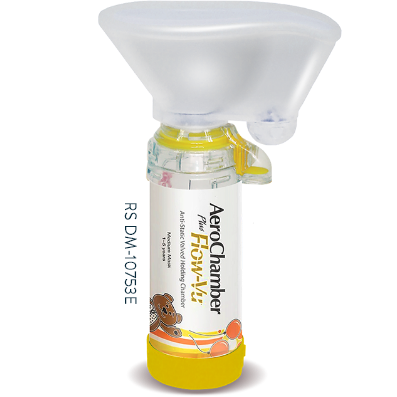 AeroChamber
Plus Flow-Vu
Anti-Static Valved Holding Chamber
Medium Mask
1-5 years
RS DM-10753E